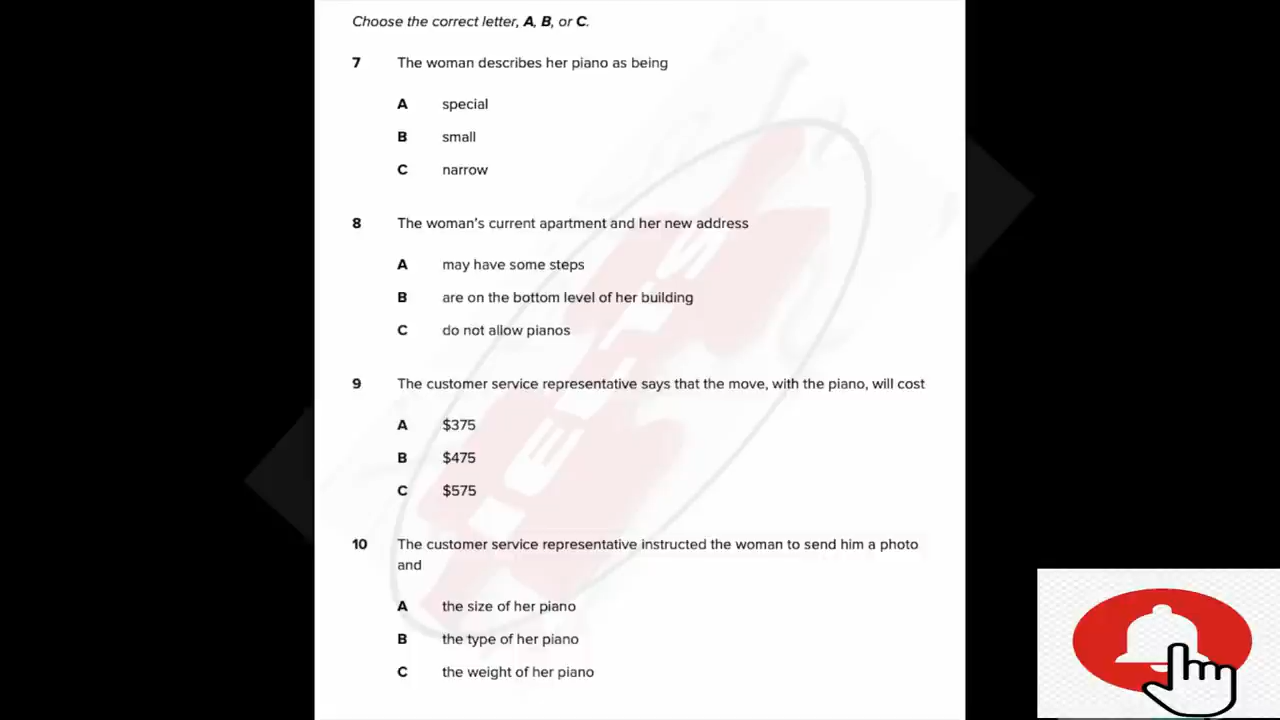 Choose the correct letter, A, B, or C.
7 The woman describes her piano as being
A special
B small
C narrow
8 The woman's current apartment and her new address
A may have some steps
B are on the bottom level of her building
C do not allow pianos
9 The customer service representative says that the move, with the piano, will cost
A $375
B $475
C $575
10 The customer service representative instructed the woman to send him a photo
and
A the size of her piano
B the type of her piano
C the weight of her piano
IELTS